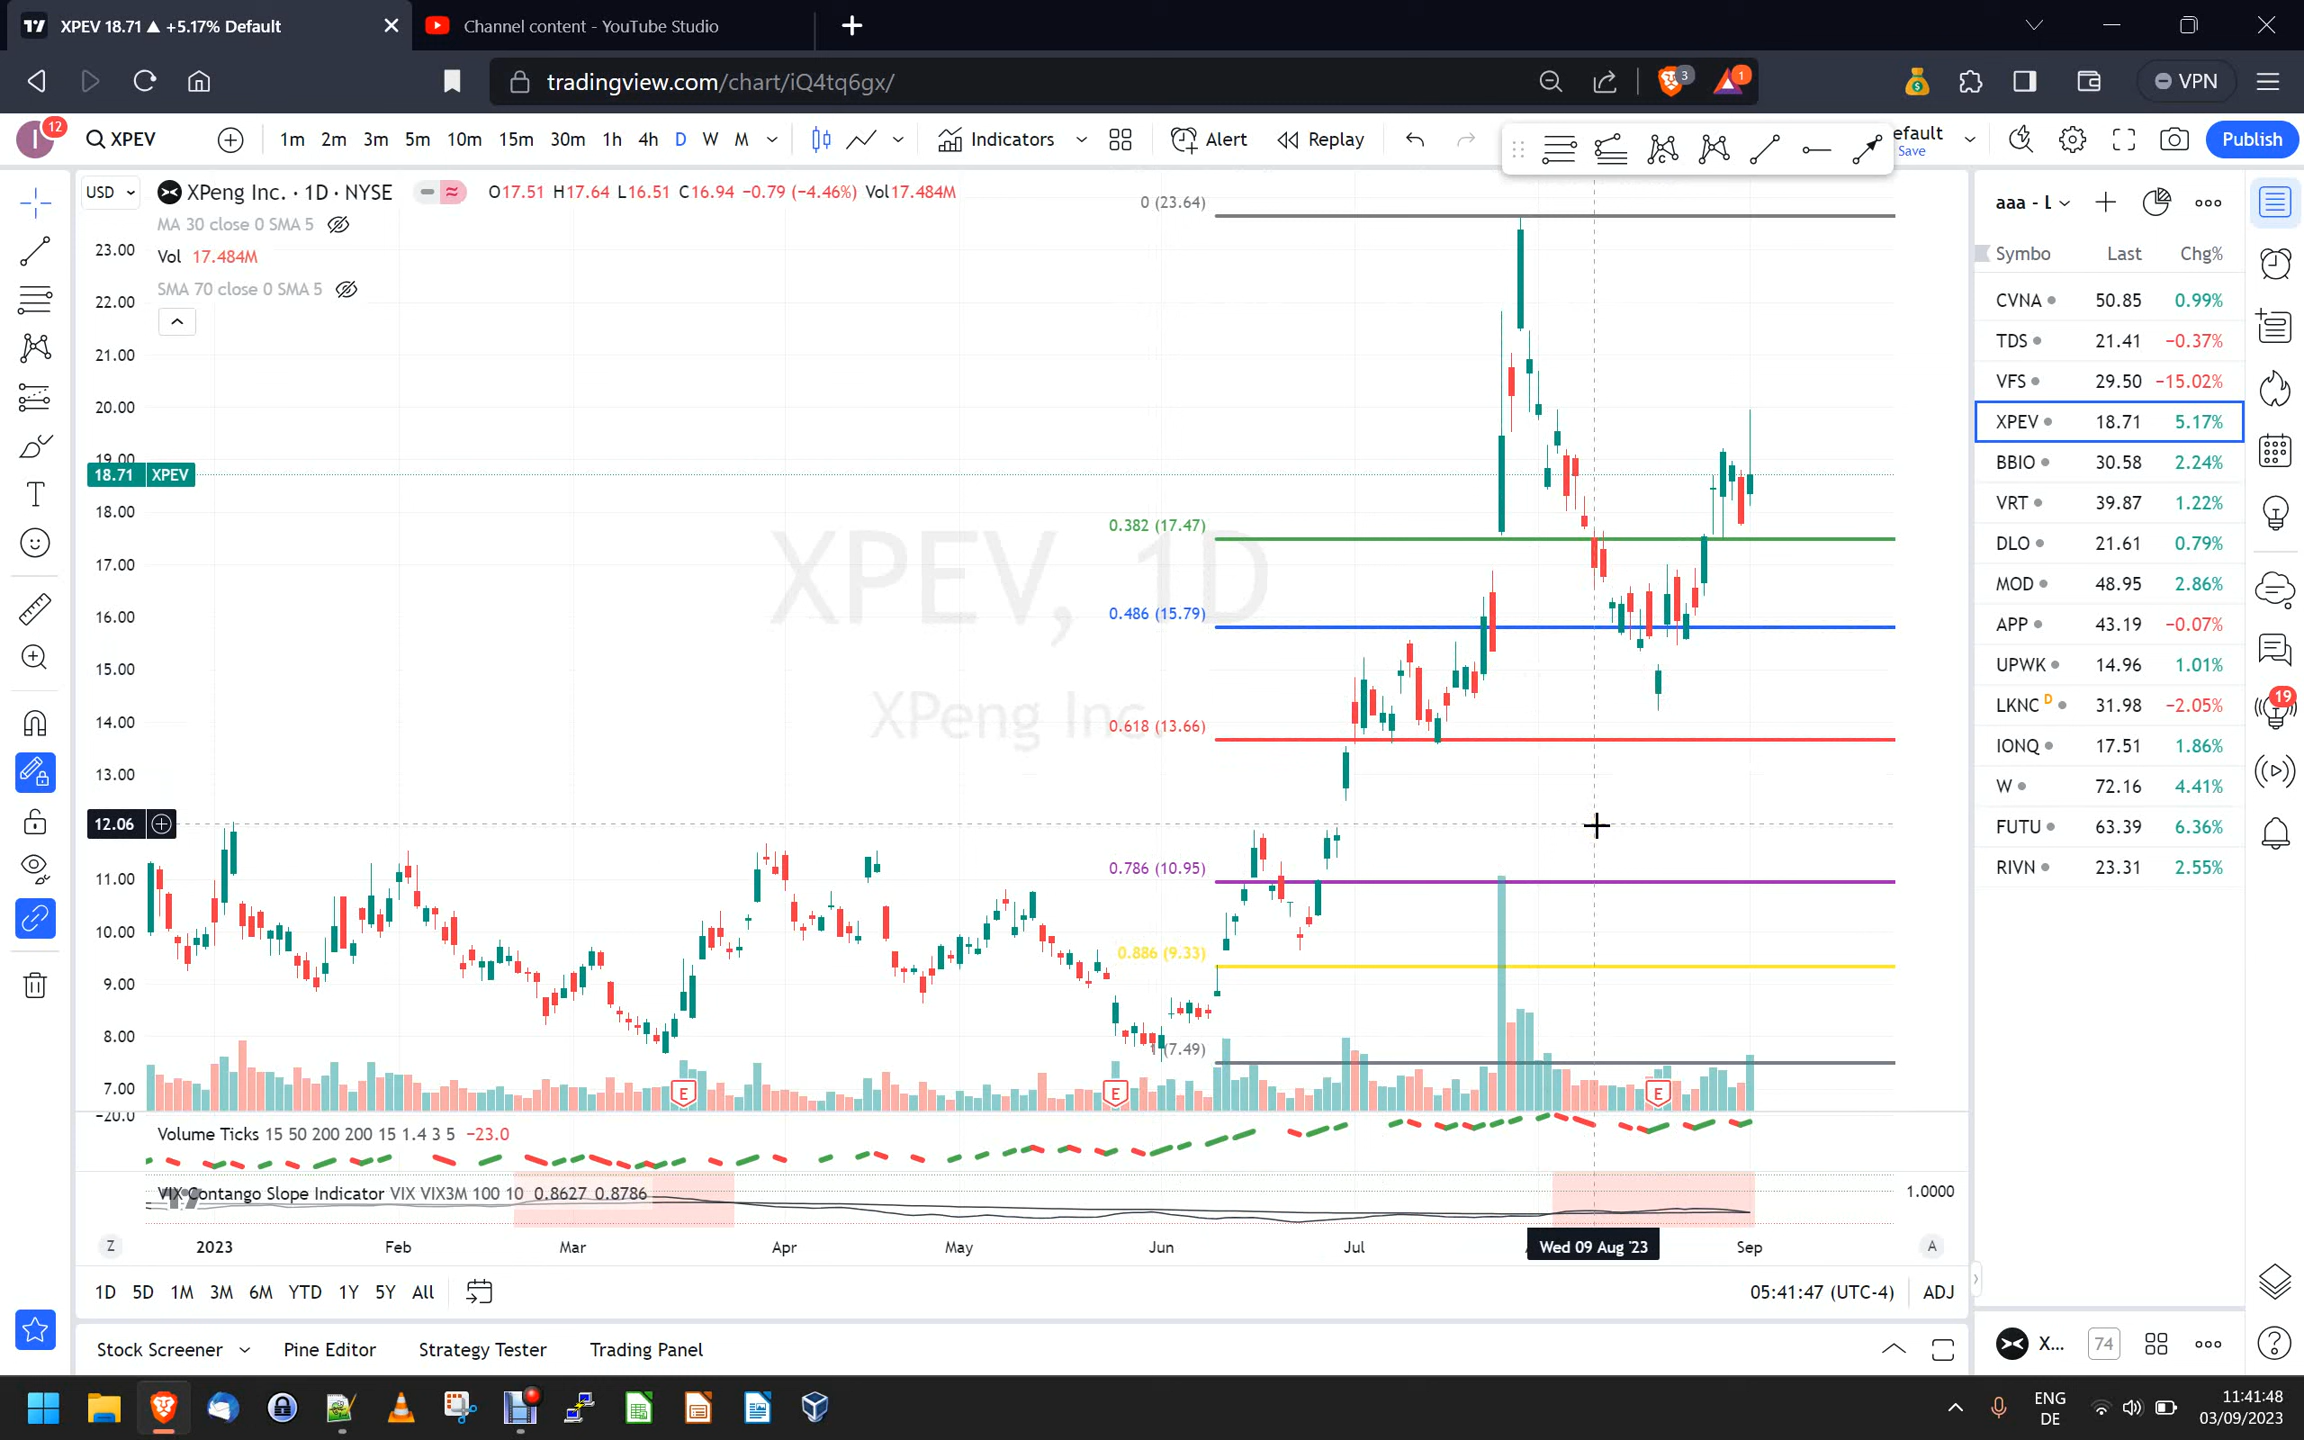 XPEV 18.71 ▲ +5.17% Default
Channel content - YouTube Studio
tradingview.com/chart/iQ4tq6gx/
3
1
VPN
I
12
XPEV
1m 2m 3m 5m 10m 15m 30m 1h 4h D W M
Indicators
Alert
Replay
efault
Save
Publish
USD
XPeng Inc. · 1D · NYSE
O17.51 H17.64 L16.51 C16.94 −0.79 (−4.46%) Vol17.484M
MA 30 close 0 SMA 5
Vol 17.484M
SMA 70 close 0 SMA 5
23.00
22.00
21.00
20.00
19.00
18.71 XPEV
18.00
17.00
16.00
15.00
14.00
13.00
12.06
11.00
10.00
9.00
8.00
7.00
−20.0
XPEV, 1D
XPeng Inc.
0 (23.64)
0.382 (17.47)
0.486 (15.79)
0.618 (13.66)
0.786 (10.95)
0.886 (9.33)
1 (7.49)
E E E
Volume Ticks 15 50 200 200 15 1.4 3 5 −23.0
VIX Contango Slope Indicator VIX VIX3M 100 10 0.8627 0.8786
1.0000
Z 2023 Feb Mar Apr May Jun Jul Wed 09 Aug '23 Sep A
1D 5D 1M 3M 6M YTD 1Y 5Y All
05:41:47 (UTC-4) ADJ
Stock Screener Pine Editor Strategy Tester Trading Panel
aaa - L
Symbo Last Chg%
CVNA 50.85 0.99%
TDS 21.41 −0.37%
VFS 29.50 −15.02%
XPEV 18.71 5.17%
BBIO 30.58 2.24%
VRT 39.87 1.22%
DLO 21.61 0.79%
MOD 48.95 2.86%
APP 43.19 −0.07%
UPWK 14.96 1.01%
LKNC D 31.98 −2.05%
IONQ 17.51 1.86%
W 72.16 4.41%
FUTU 63.39 6.36%
RIVN 23.31 2.55%
19
X... 74
ENG
DE
11:41:48
03/09/2023